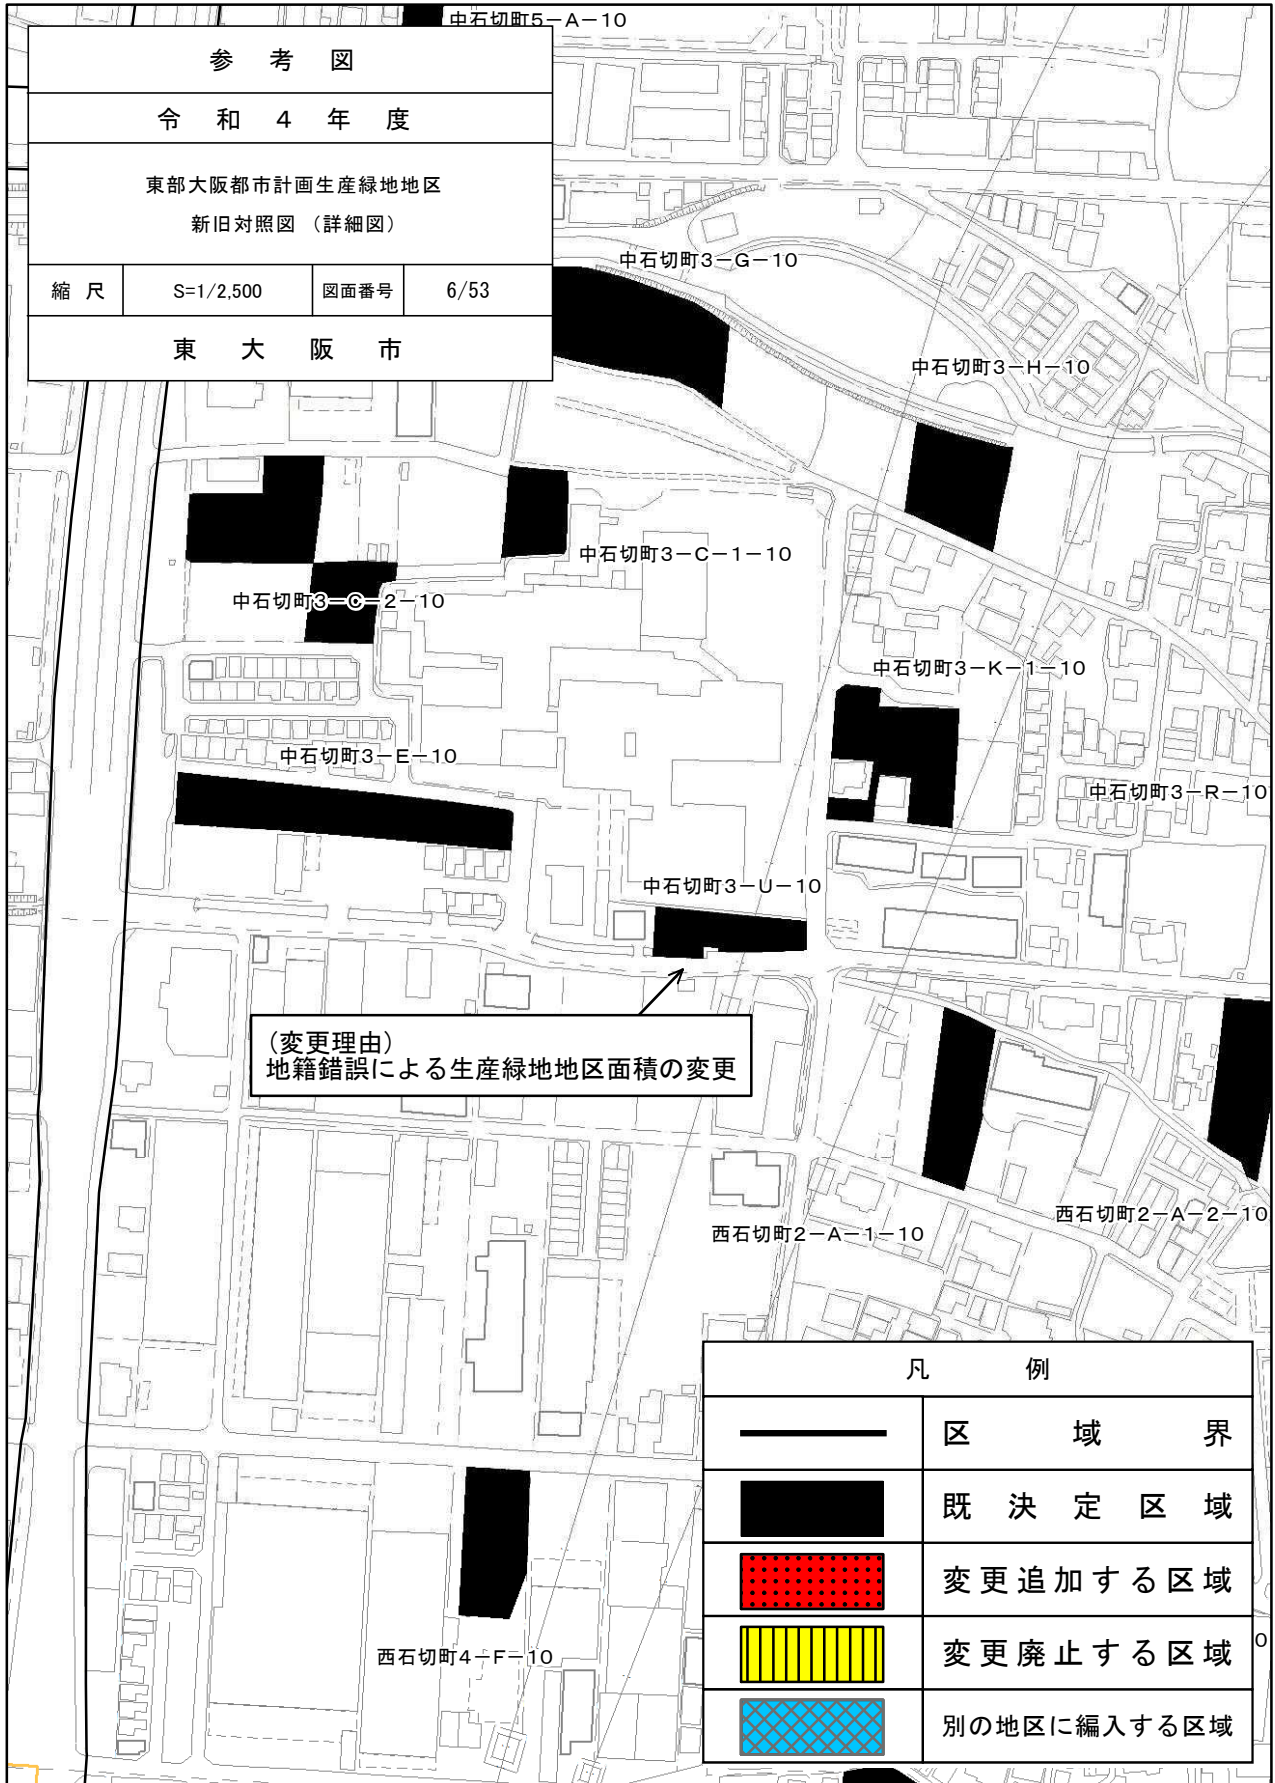 中石切町5-A-10
参考図
令和4年度
東部大阪都市計画生産緑地地区
新旧対照図 (詳細図)
縮尺 S=1/2,500 図面番号 6/53
東大阪市
中石切町3-G-10
中石切町3-H-10
中石切町3-C-1-10
中石切町3-C-2-10
中石切町3-K-1-10
中石切町3-E-10
中石切町3-R-10
中石切町3-U-10
(変更理由)
地籍錯誤による生産緑地地区面積の変更
西石切町2-A-2-10
西石切町2-A-1-10
凡例
区域界
既決定区域
変更追加する区域
変更廃止する区域
別の地区に編入する区域
西石切町4-F-10